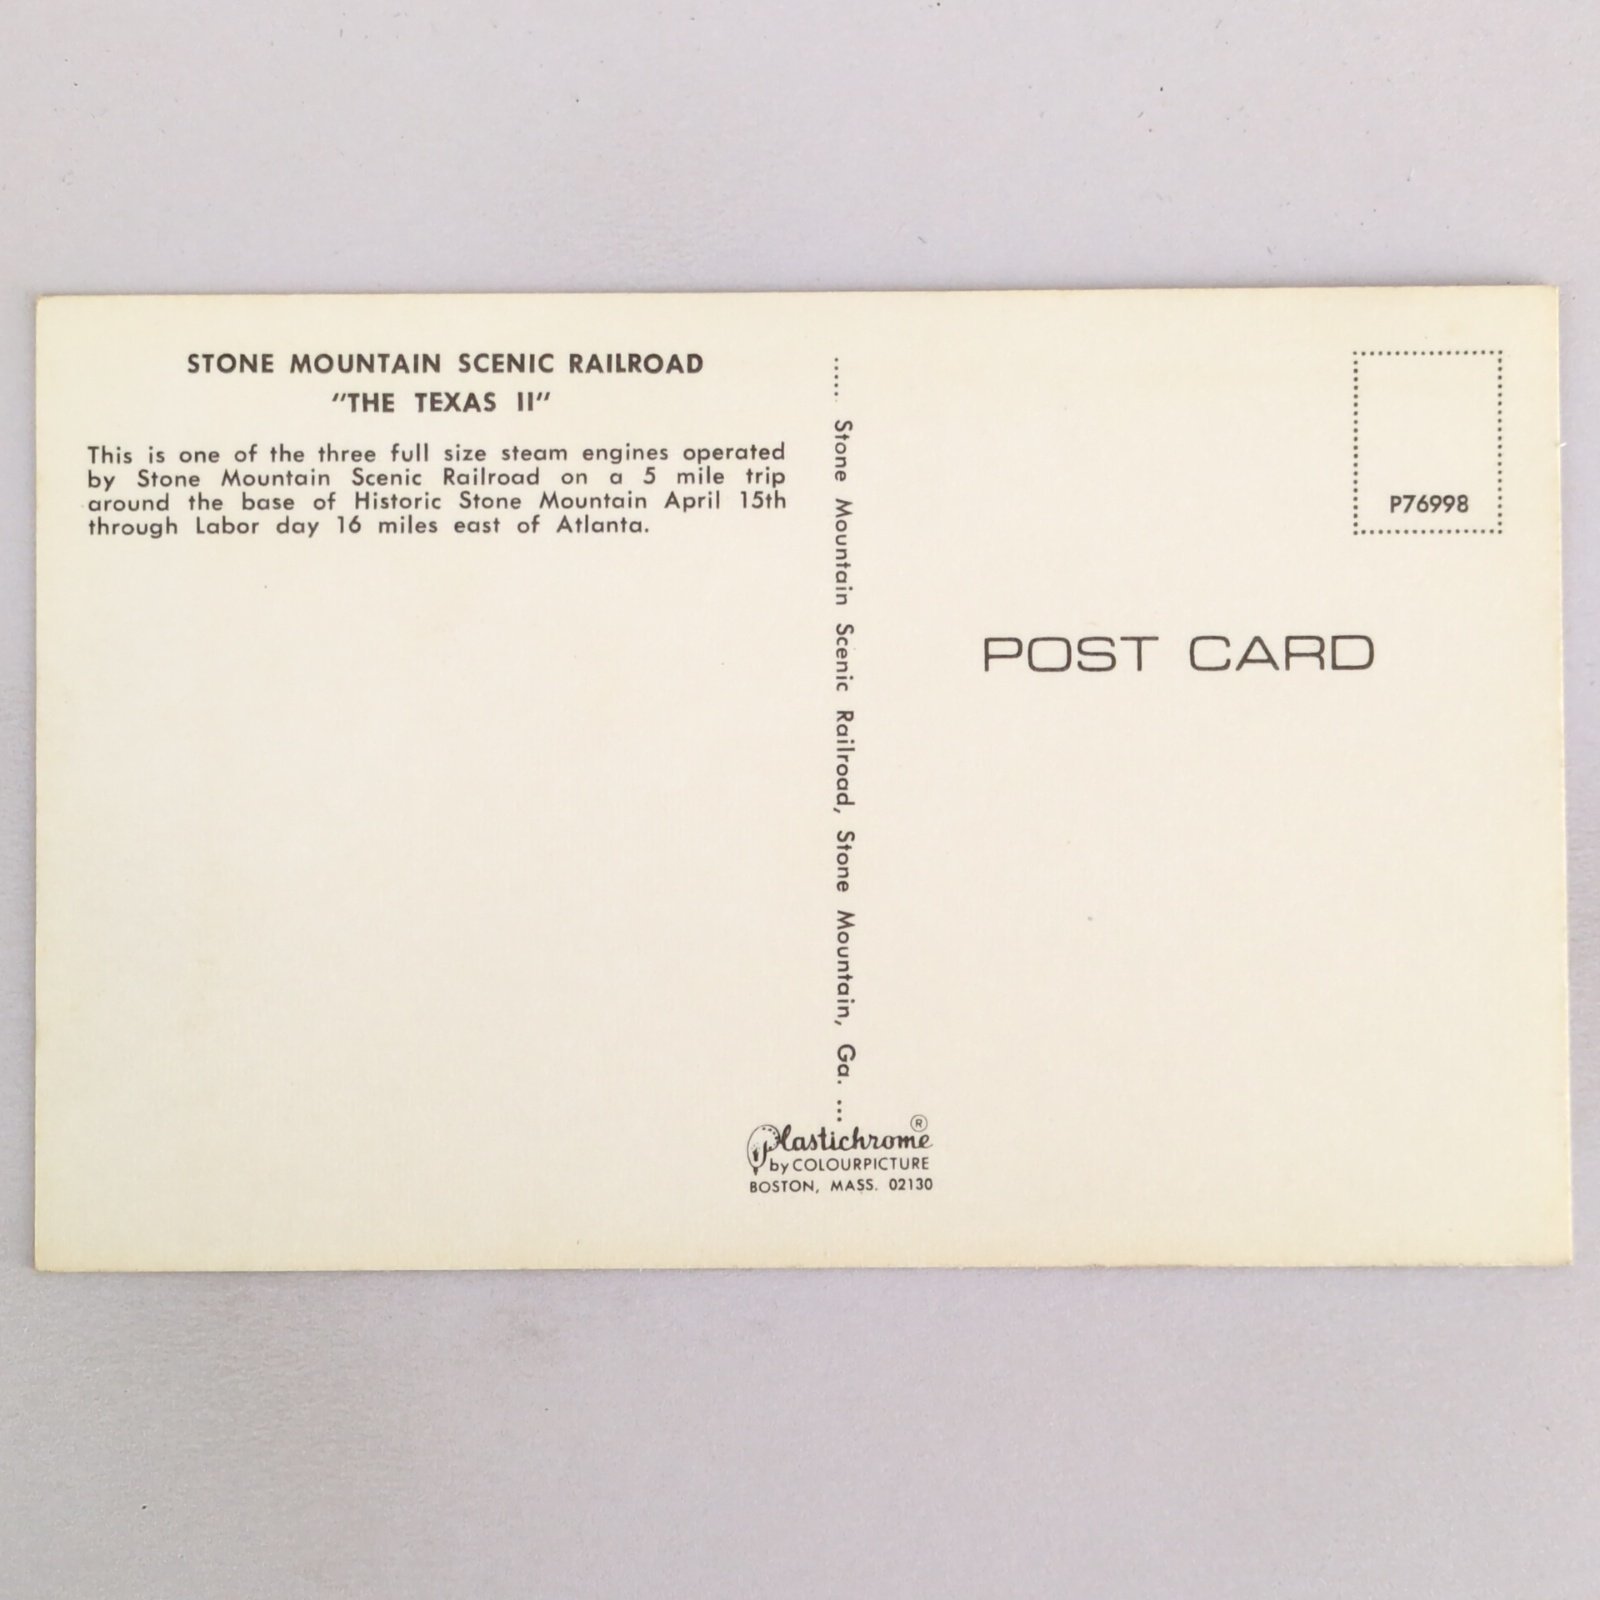 STONE MOUNTAIN SCENIC RAILROAD
"THE TEXAS II"
This is one of the three full size steam engines operated
by Stone Mountain Scenic Railroad on a 5 mile trip
around the base of Historic Stone Mountain April 15th
through Labor day 16 miles east of Atlanta.
..... Stone Mountain Scenic Railroad, Stone Mountain, Ga. ...
P76998
POST CARD
Plastichrome®
by COLOURPICTURE
BOSTON, MASS. 02130